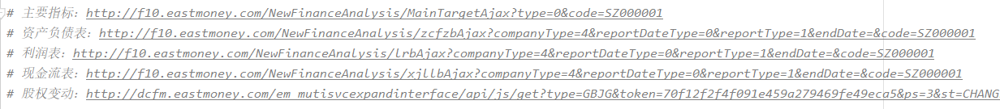 # 主要指标：http://f10.eastmoney.com/NewFinanceAnalysis/MainTargetAjax?type=0&code=SZ000001
# 资产负债表：http://f10.eastmoney.com/NewFinanceAnalysis/zcfzbAjax?companyType=4&reportDateType=0&reportType=1&endDate=&code=SZ000001
# 利润表：http://f10.eastmoney.com/NewFinanceAnalysis/lrbAjax?companyType=4&reportDateType=0&reportType=1&endDate=&code=SZ000001
# 现金流表：http://f10.eastmoney.com/NewFinanceAnalysis/xjllbAjax?companyType=4&reportDateType=0&reportType=1&endDate=&code=SZ000001
# 股权变动：http://dcfm.eastmoney.com/em_mutisvcexpandinterface/api/js/get?type=GBJG&token=70f12f2f4f091e459a279469fe49eca5&ps=3&st=CHANG